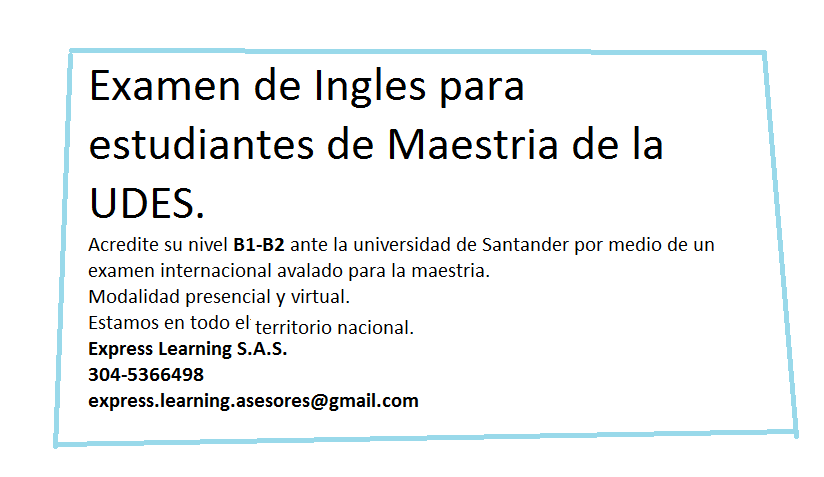 Examen de Ingles para
estudiantes de Maestria de la
UDES.
Acredite su nivel B1-B2 ante la universidad de Santander por medio de un
examen internacional avalado para la maestria.
Modalidad presencial y virtual.
Estamos en todo el territorio nacional.
Express Learning S.A.S.
304-5366498
express.learning.asesores@gmail.com